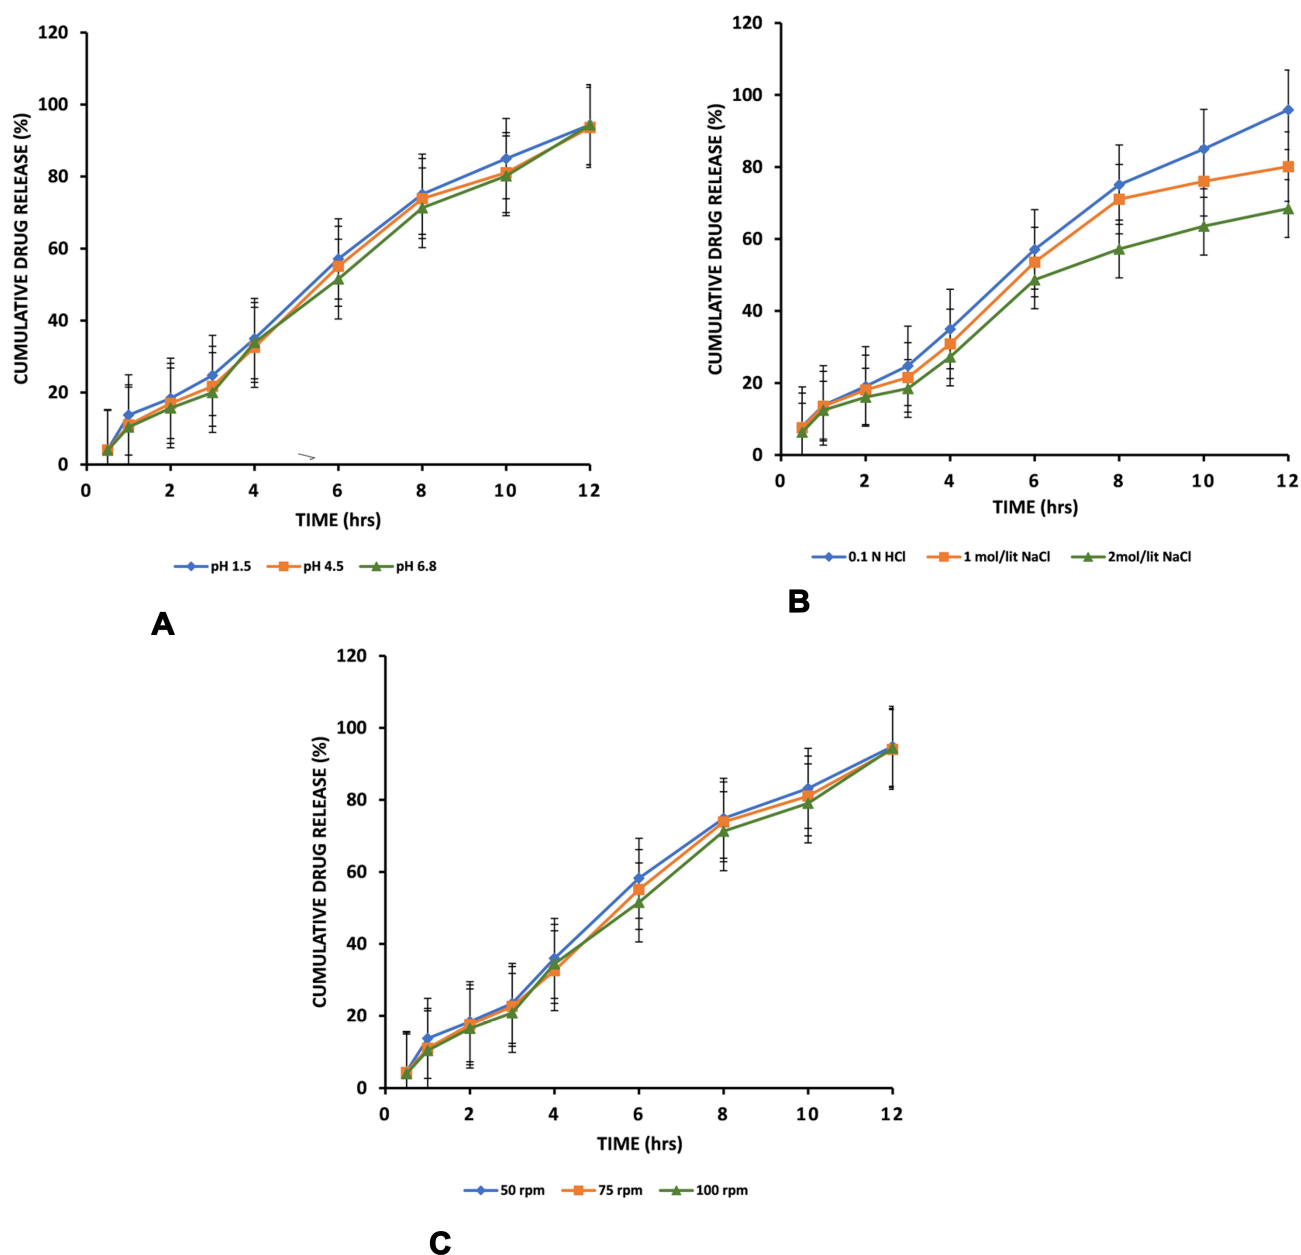 120
100
80
60
40
20
0
CUMULATIVE DRUG RELEASE (%)
0 2 4 6 8 10 12
TIME (hrs)
pH 1.5 pH 4.5 pH 6.8
A
120
100
80
60
40
20
0
CUMULATIVE DRUG RELEASE (%)
0 2 4 6 8 10 12
TIME (hrs)
0.1 N HCl 1 mol/lit NaCl 2mol/lit NaCl
B
120
100
80
60
40
20
0
CUMULATIVE DRUG RELEASE (%)
0 2 4 6 8 10 12
TIME (hrs)
50 rpm 75 rpm 100 rpm
C